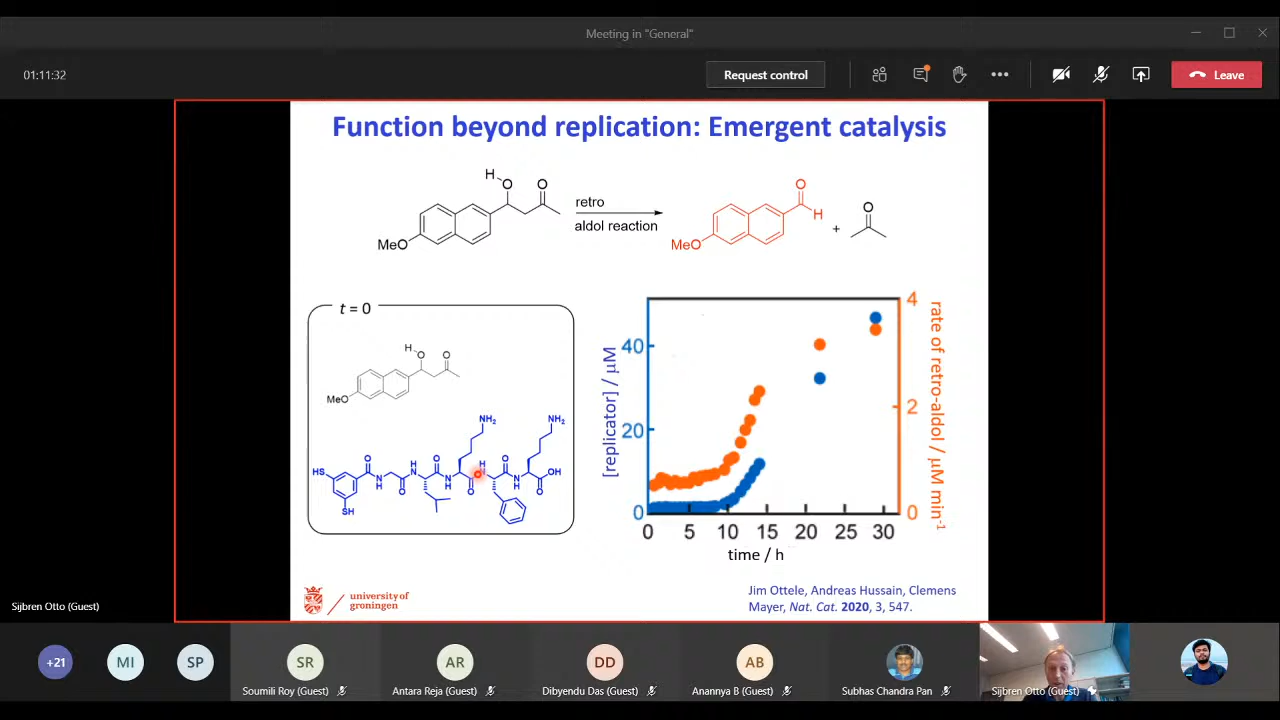 Meeting in "General"
01:11:32
Request control
Leave
Function beyond replication: Emergent catalysis
H
O
O
MeO
retro
aldol reaction
O
H
MeO
+
O
t = 0
H
O
O
MeO
NH2
NH2
HS
SH
O
N
H
O
H
N
O
N
H
O
H
N
O
N
H
O
OH
[replicator] / μM
40
20
0
4
2
0
rate of retro-aldol / μM min-1
0 5 10 15 20 25 30
time / h
university of
groningen
Jim Ottele, Andreas Hussain, Clemens
Mayer, Nat. Cat. 2020, 3, 547.
Sijbren Otto (Guest)
+21
MI
SP
SR
Soumili Roy (Guest)
AR
Antara Reja (Guest)
DD
Dibyendu Das (Guest)
AB
Anannya B (Guest)
Subhas Chandra Pan
Sijbren Otto (Guest)